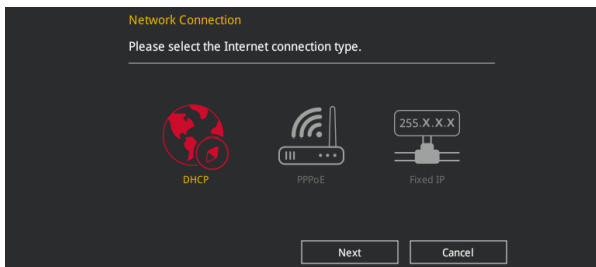 Network Connection
Please select the Internet connection type.
255.X.X.X
DHCP
PPPoE
Fixed IP
Next
Cancel